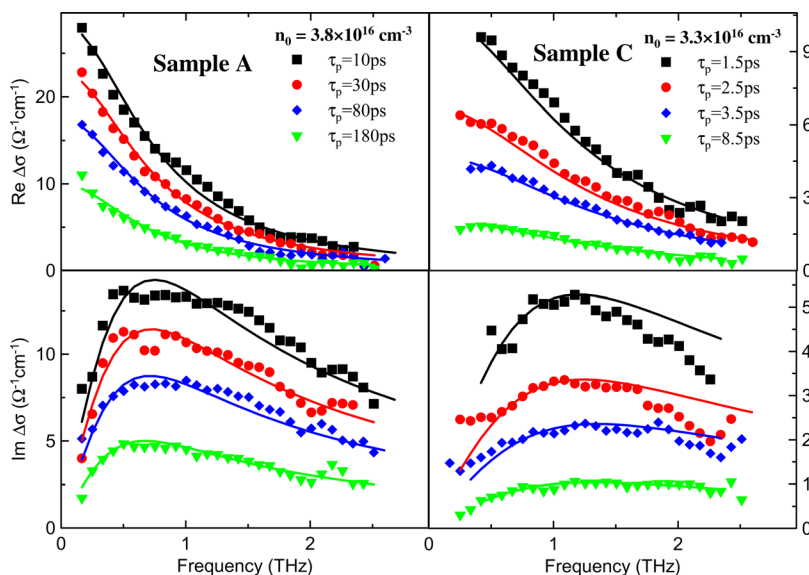 n₀ = 3.8×10¹⁶ cm⁻³
Sample A
τₚ=10ps
τₚ=30ps
τₚ=80ps
τₚ=180ps
Re Δσ (Ω⁻¹cm⁻¹)
20
10
0
n₀ = 3.3×10¹⁶ cm⁻³
Sample C
τₚ=1.5ps
τₚ=2.5ps
τₚ=3.5ps
τₚ=8.5ps
9
6
3
0
Im Δσ (Ω⁻¹cm⁻¹)
15
10
5
0
5
4
3
2
1
0
0
1
2
Frequency (THz)
0
1
2
3
Frequency (THz)